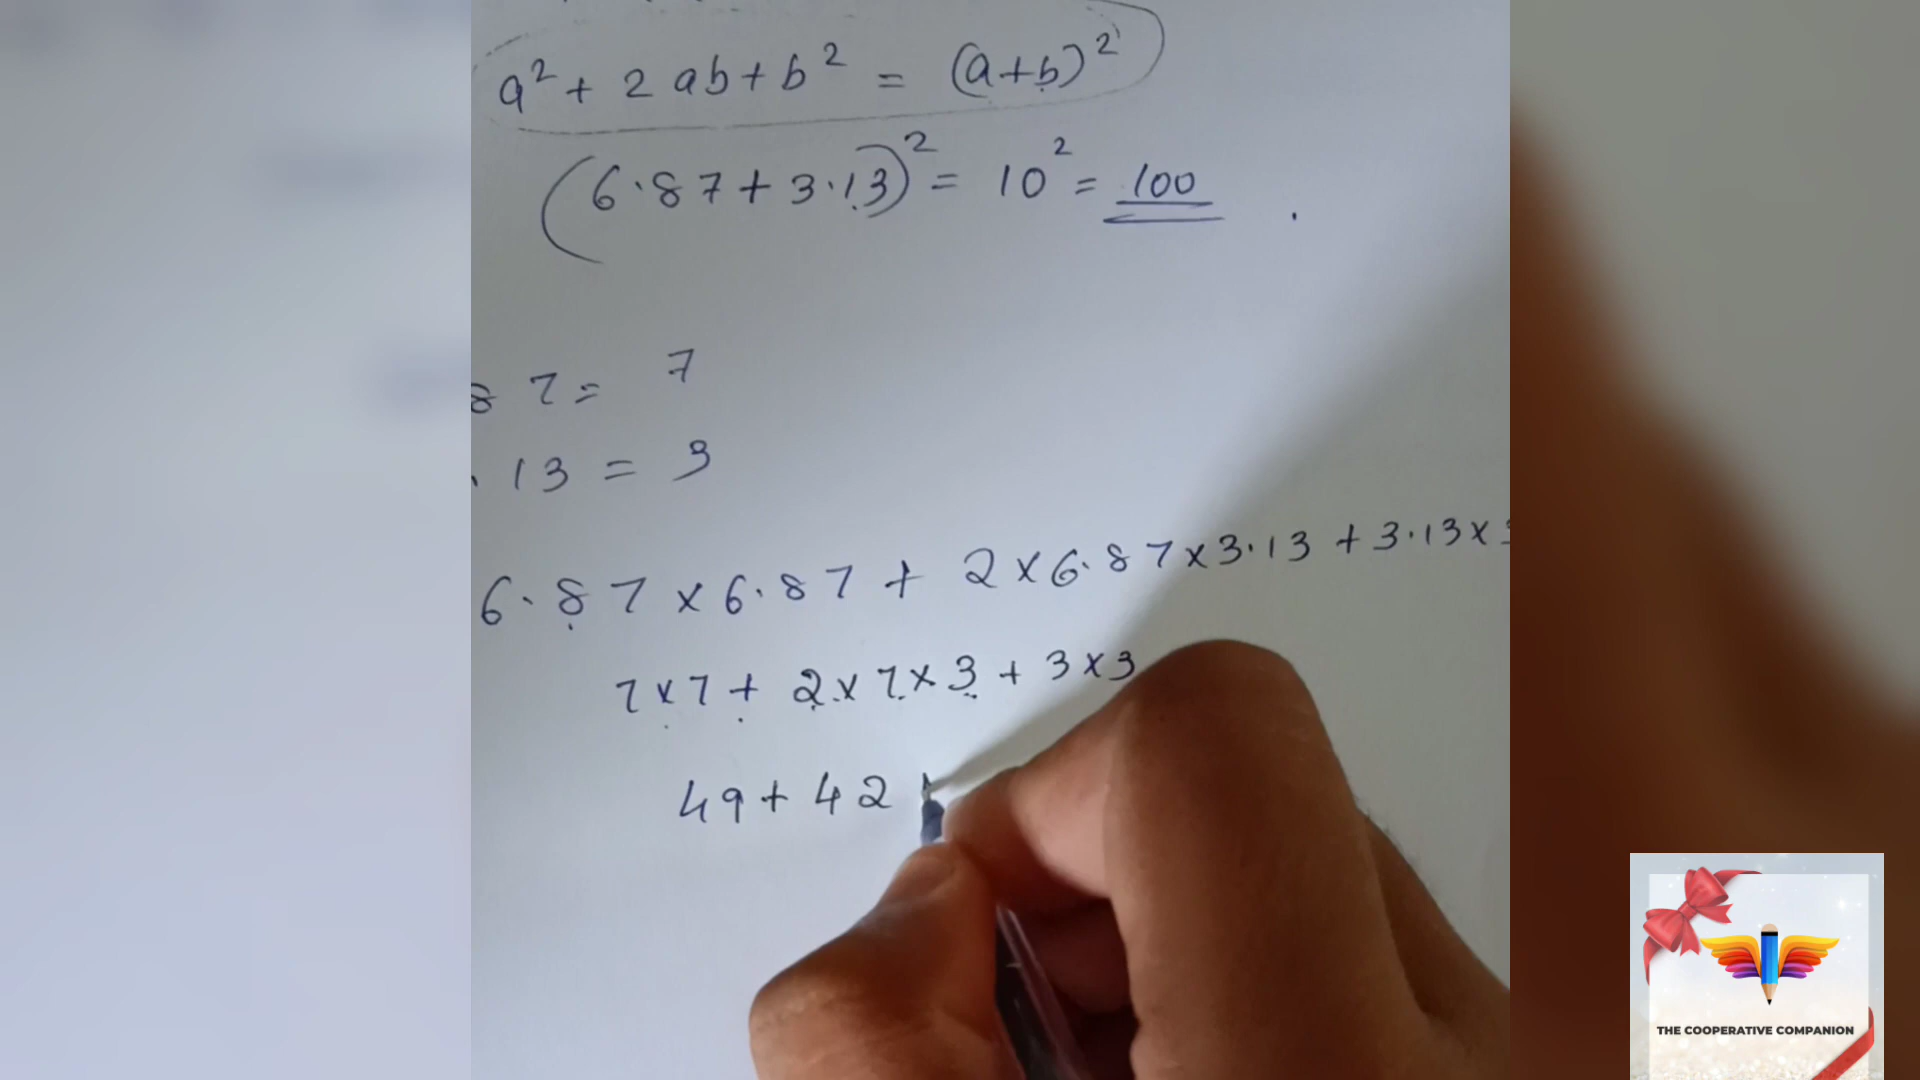 a² + 2ab + b² = (a+b)²
(6.87 + 3.13)² = 10² = 100
87 = 7
.13 = 3
6.87 × 6.87 + 2 × 6.87 × 3.13 + 3.13 ×
7 × 7 + 2 × 7 × 3 + 3 × 3
49 + 42
THE COOPERATIVE COMPANION